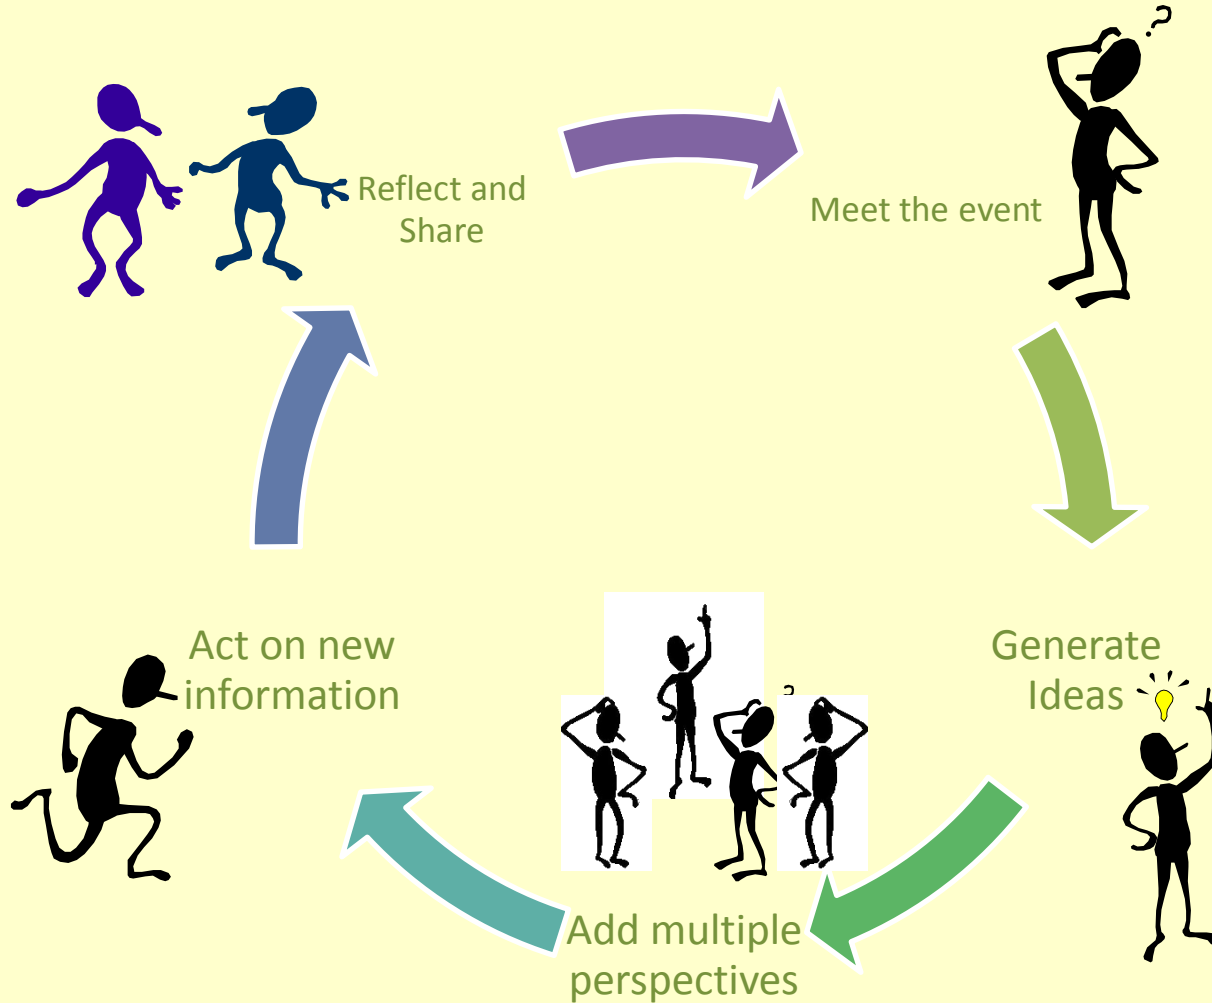 ?
Reflect and
Share
Meet the event
Generate
Ideas
Act on new
information
?
Add multiple
perspectives